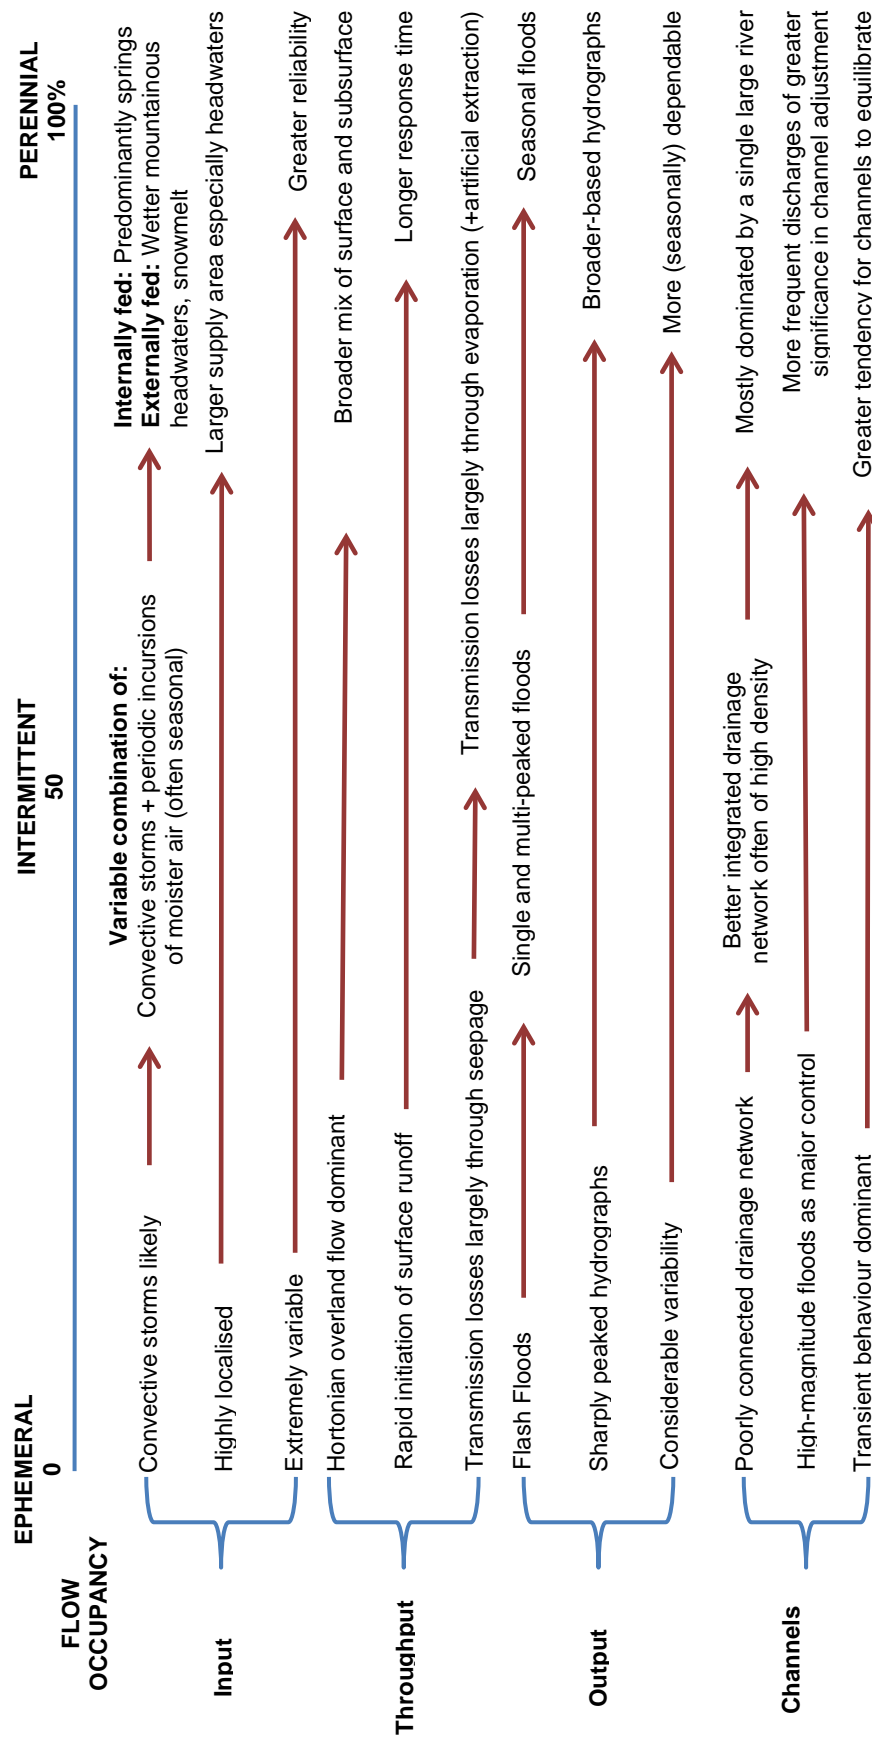 FLOW
OCCUPANCY
EPHEMERAL
0
INTERMITTENT
50
PERENNIAL
100%
Input
Convective storms likely
Variable combination of:
Convective storms + periodic incursions
of moister air (often seasonal)
Internally fed: Predominantly springs
Externally fed: Wetter mountainous
headwaters, snowmelt
Highly localised
Larger supply area especially headwaters
Extremely variable
Greater reliability
Throughput
Hortonian overland flow dominant
Broader mix of surface and subsurface
Rapid initiation of surface runoff
Longer response time
Transmission losses largely through seepage
Transmission losses largely through evaporation (+artificial extraction)
Output
Flash Floods
Single and multi-peaked floods
Seasonal floods
Sharply peaked hydrographs
Broader-based hydrographs
Considerable variability
More (seasonally) dependable
Channels
Poorly connected drainage network
Better integrated drainage
network often of high density
Mostly dominated by a single large river
High-magnitude floods as major control
More frequent discharges of greater
significance in channel adjustment
Transient behaviour dominant
Greater tendency for channels to equilibrate